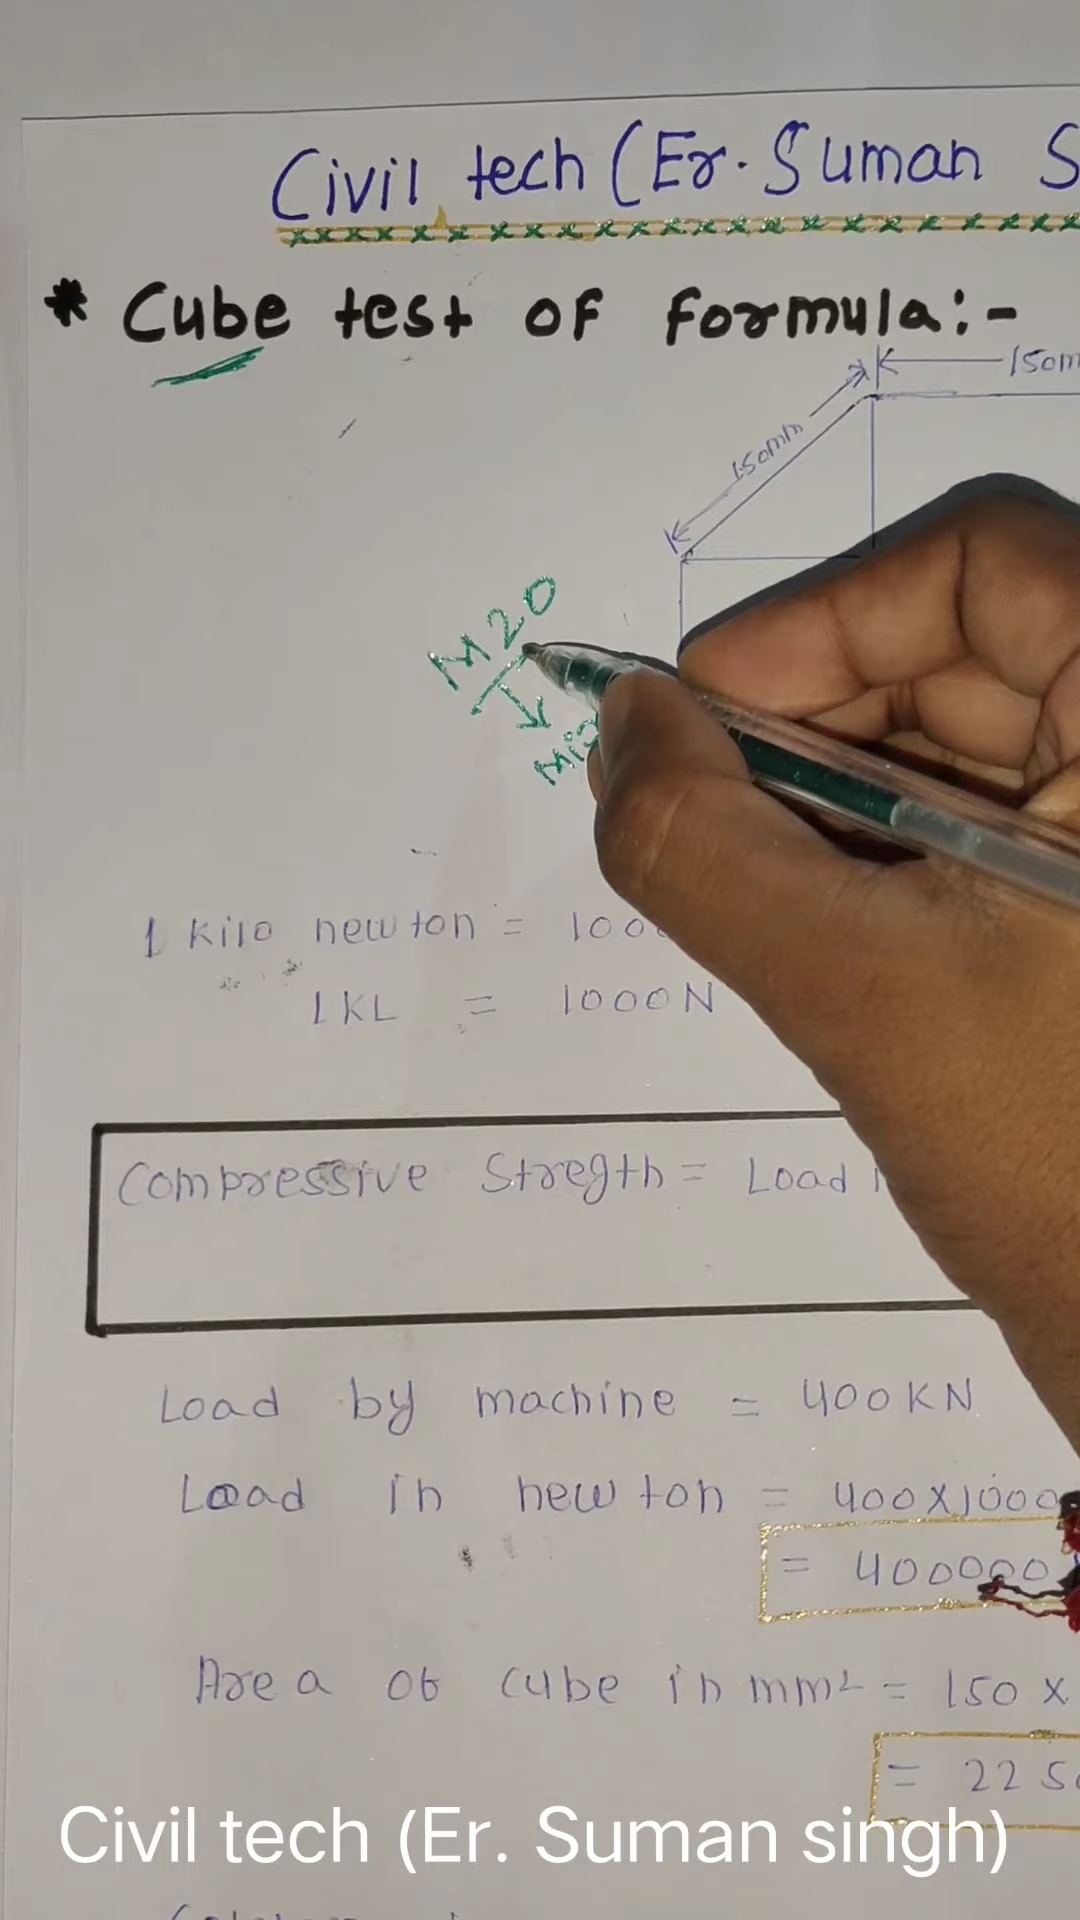 Civil tech (Er. Suman S
* Cube test of formula:-
150m
150mm
M20
1 Kilo newton = 100
1KL = 1000N
Compressive Stregth = Load
Load by machine = 400KN
Load in newton = 400x1000
= 400000
Area of cube in mm² = 150 x
= 22 5
Civil tech (Er. Suman singh)